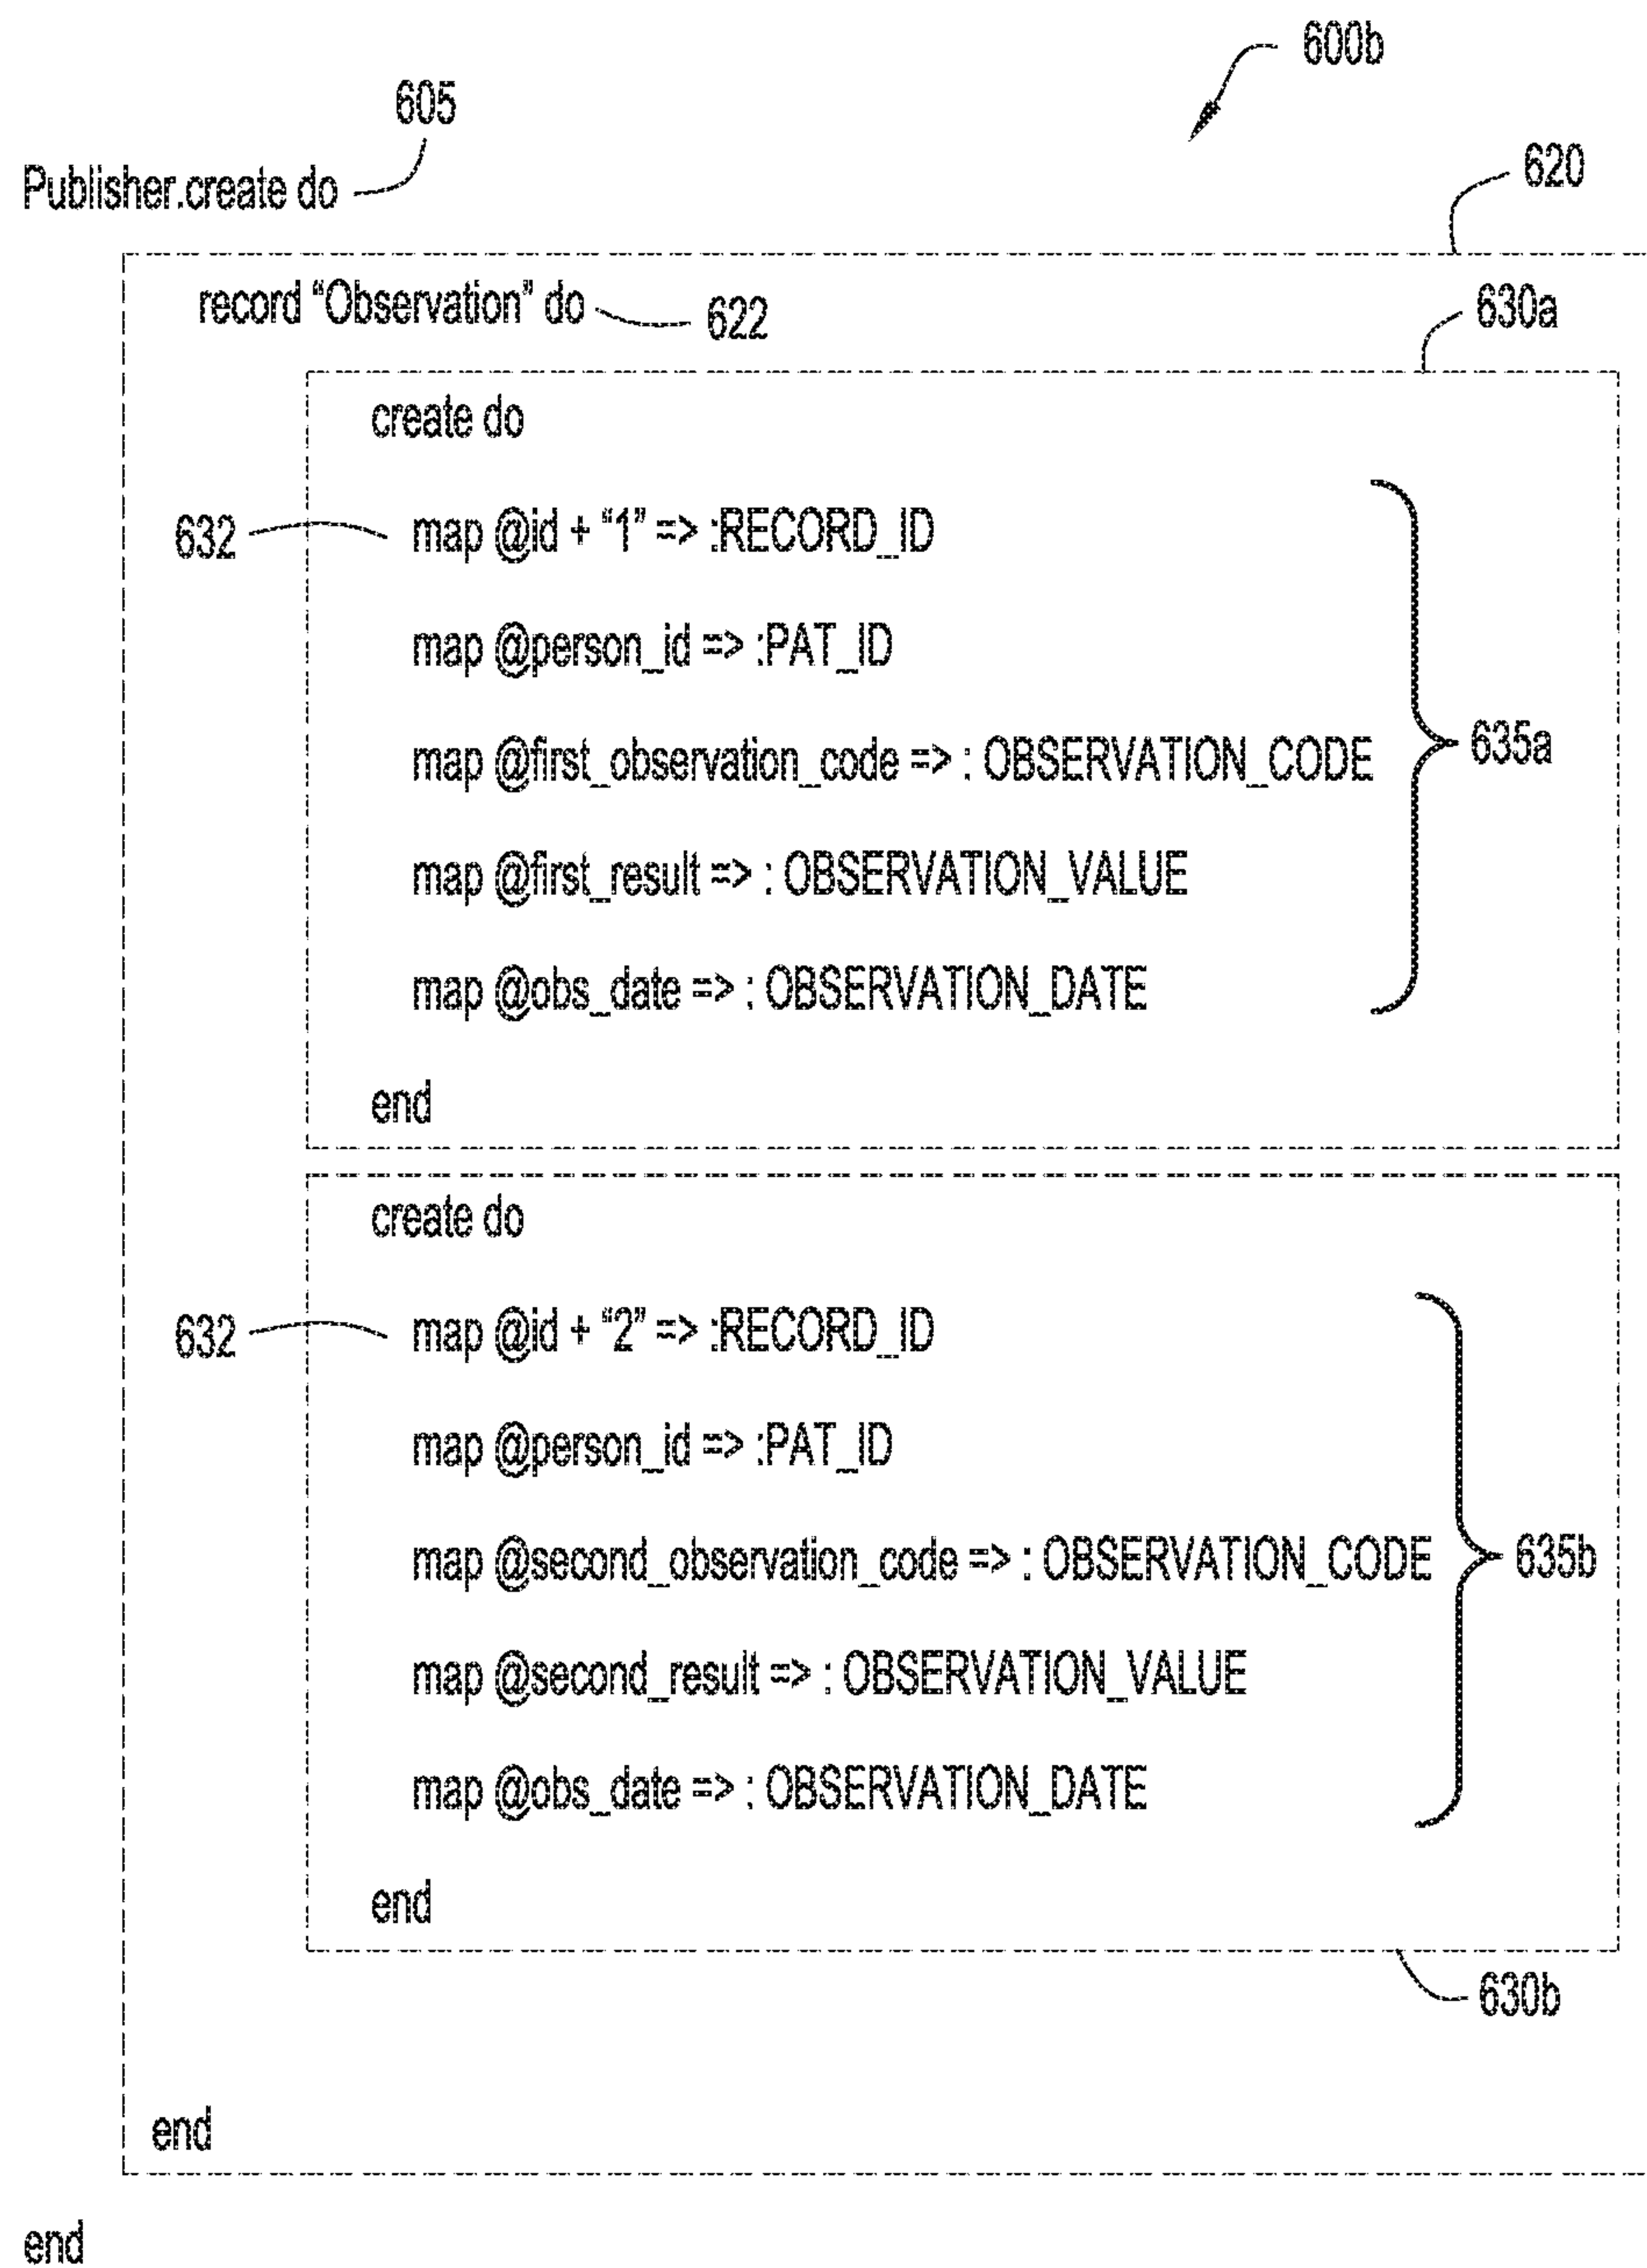 600b
605
Publisher.create do
620
record “Observation” do 622
630a
create do
632 map @id + “1” => :RECORD_ID
map @person_id => :PAT_ID
map @first_observation_code => : OBSERVATION_CODE 635a
map @first_result => : OBSERVATION_VALUE
map @obs_date => : OBSERVATION_DATE
end
create do
632 map @id + “2” => :RECORD_ID
map @person_id => :PAT_ID
map @second_observation_code => : OBSERVATION_CODE 635b
map @second_result => : OBSERVATION_VALUE
map @obs_date => : OBSERVATION_DATE
end
630b
end
end